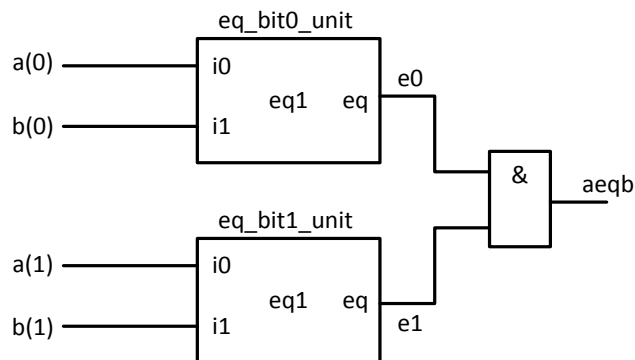 eq_bit0_unit
a(0)
i0
e0
eq1
eq
b(0)
i1
&
aeqb
eq_bit1_unit
a(1)
i0
eq1
eq
b(1)
i1
e1